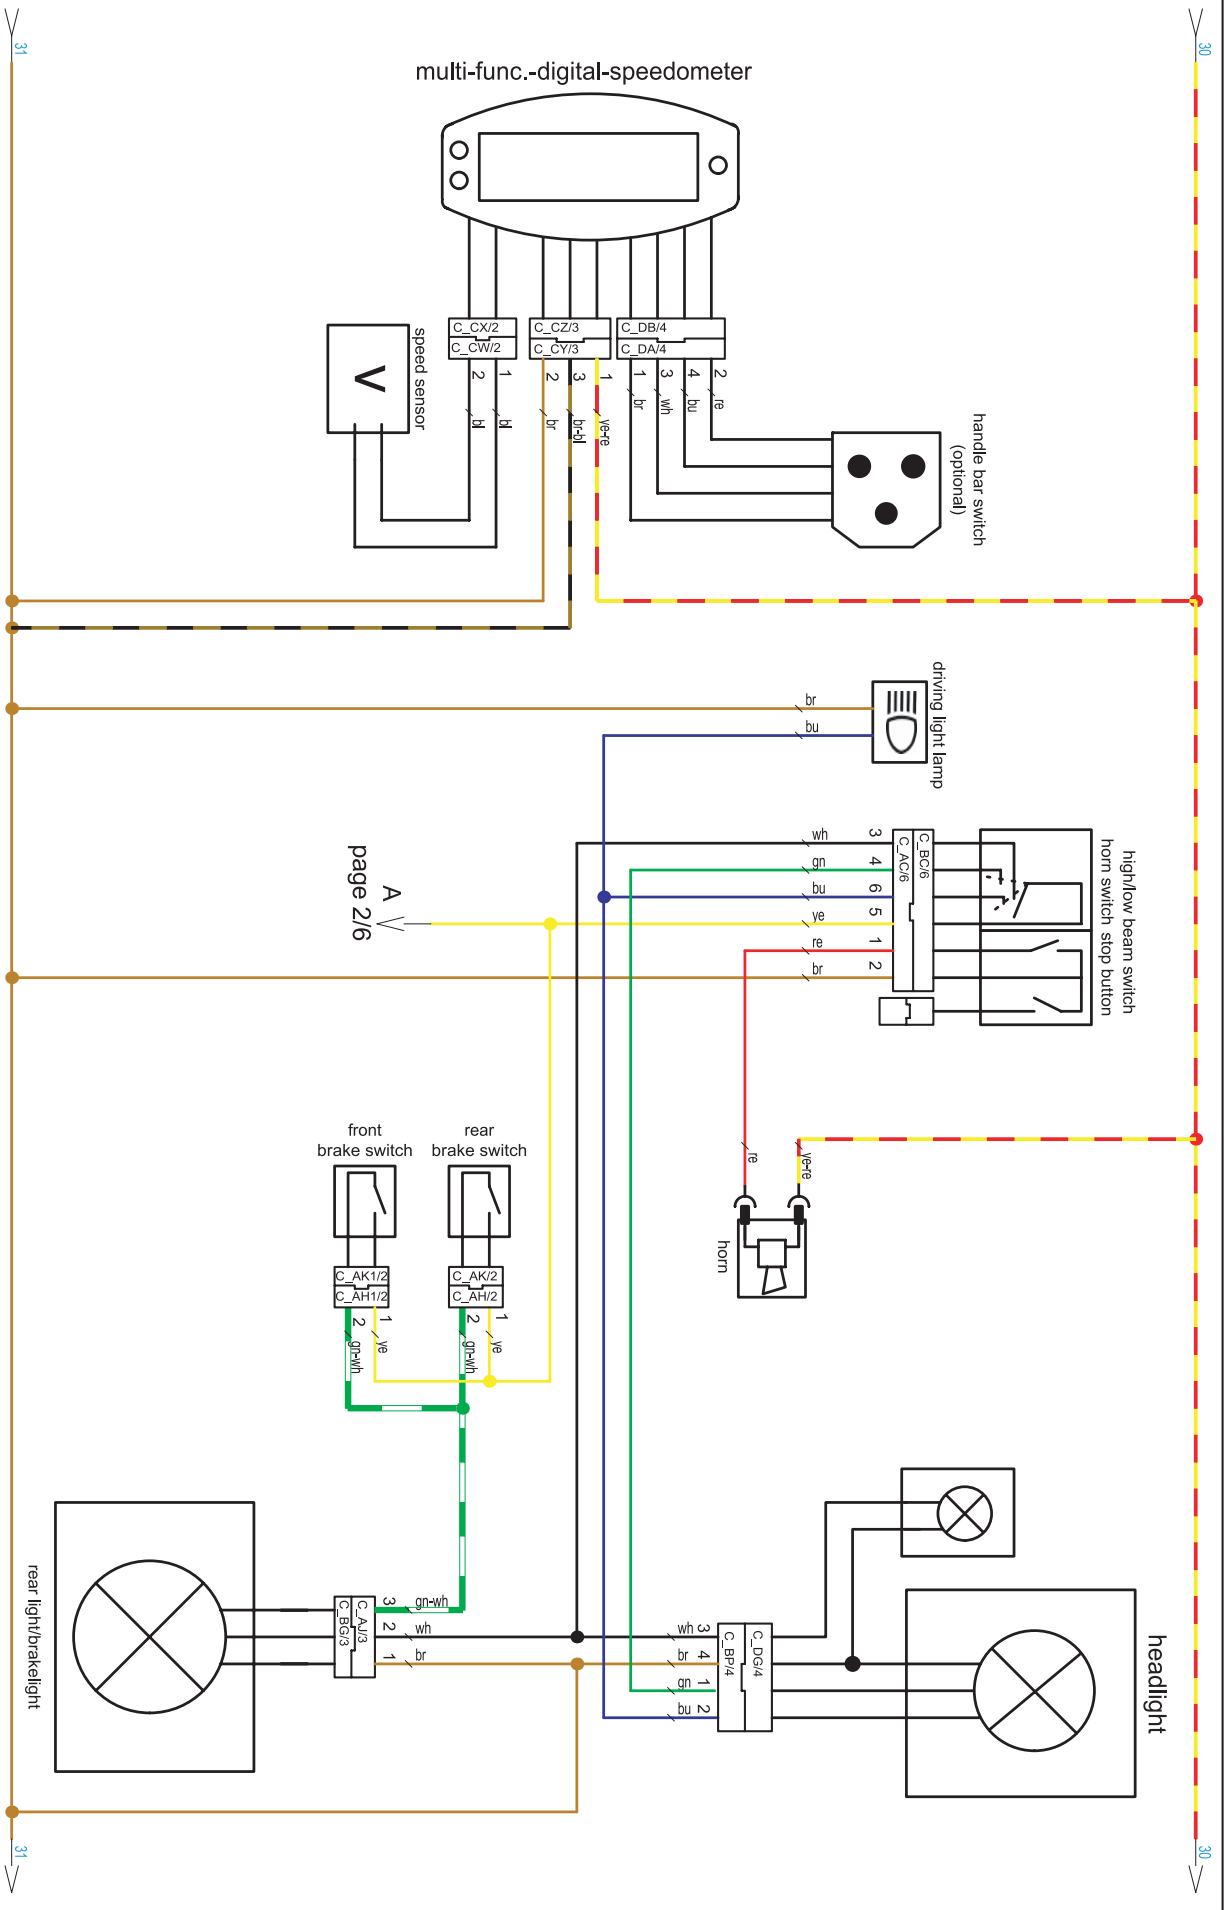 31
30
multi-func.-digital-speedometer
C_CX/2
C_CW/2
C_CZ/3
C_CY/3
C_DB/4
C_DA/4
2
1
2
3
1
1
3
4
2
bl
bl
br
br-bl
ye-re
br
wh
bu
re
V
speed sensor
handle bar switch
(optional)
driving light lamp
br
bu
high/low beam switch
horn switch stop button
C_BC/6
C_AC/6
3
4
6
5
1
2
wh
gn
bu
ye
re
br
A
page 2/6
front
brake switch
rear
brake switch
C_AK1/2
C_AH1/2
C_AK/2
C_AH/2
2
1
2
1
gn-wh
ye
gn-wh
ye
re
ye-re
horn
rear light/brakelight
C_AJ/3
C_BG/3
3
2
1
gn-wh
wh
br
wh
br
gn
bu
3
4
1
2
C_DG/4
C_BP/4
headlight
31
30